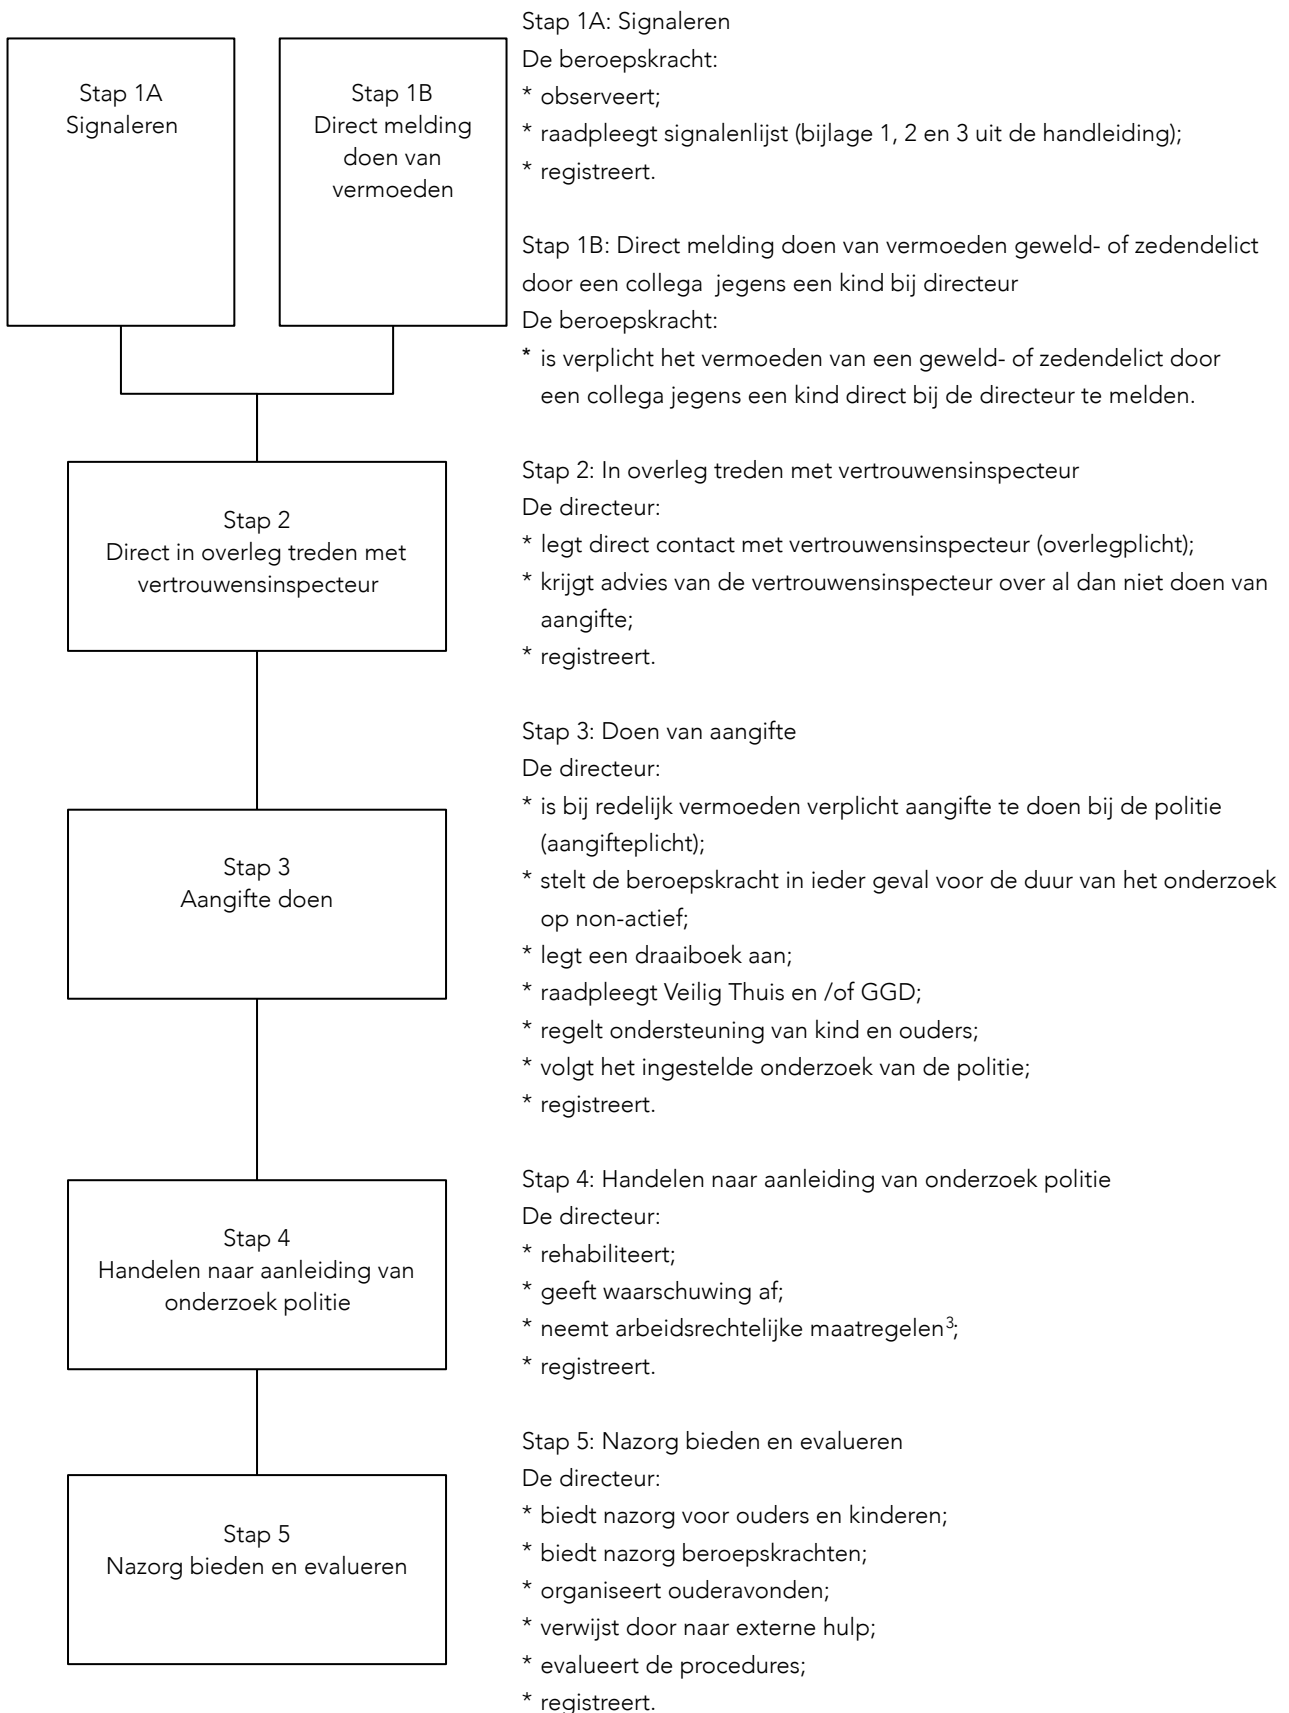 Stap 1A
Signaleren
Stap 1B
Direct melding
doen van
vermoeden
Stap 2
Direct in overleg treden met
vertrouwensinspecteur
Stap 3
Aangifte doen
Stap 4
Handelen naar aanleiding van
onderzoek politie
Stap 5
Nazorg bieden en evalueren
Stap 1A: Signaleren
De beroepskracht:
* observeert;
* raadpleegt signalenlijst (bijlage 1, 2 en 3 uit de handleiding);
* registreert.
Stap 1B: Direct melding doen van vermoeden geweld- of zedendelict
door een collega  jegens een kind bij directeur
De beroepskracht:
* is verplicht het vermoeden van een geweld- of zedendelict door
een collega jegens een kind direct bij de directeur te melden.
Stap 2: In overleg treden met vertrouwensinspecteur
De directeur:
* legt direct contact met vertrouwensinspecteur (overlegplicht);
* krijgt advies van de vertrouwensinspecteur over al dan niet doen van
aangifte;
* registreert.
Stap 3: Doen van aangifte
De directeur:
* is bij redelijk vermoeden verplicht aangifte te doen bij de politie
(aangifteplicht);
* stelt de beroepskracht in ieder geval voor de duur van het onderzoek
op non-actief;
* legt een draaiboek aan;
* raadpleegt Veilig Thuis en /of GGD;
* regelt ondersteuning van kind en ouders;
* volgt het ingestelde onderzoek van de politie;
* registreert.
Stap 4: Handelen naar aanleiding van onderzoek politie
De directeur:
* rehabiliteert;
* geeft waarschuwing af;
* neemt arbeidsrechtelijke maatregelen³;
* registreert.
Stap 5: Nazorg bieden en evalueren
De directeur:
* biedt nazorg voor ouders en kinderen;
* biedt nazorg beroepskrachten;
* organiseert ouderavonden;
* verwijst door naar externe hulp;
* evalueert de procedures;
* registreert.